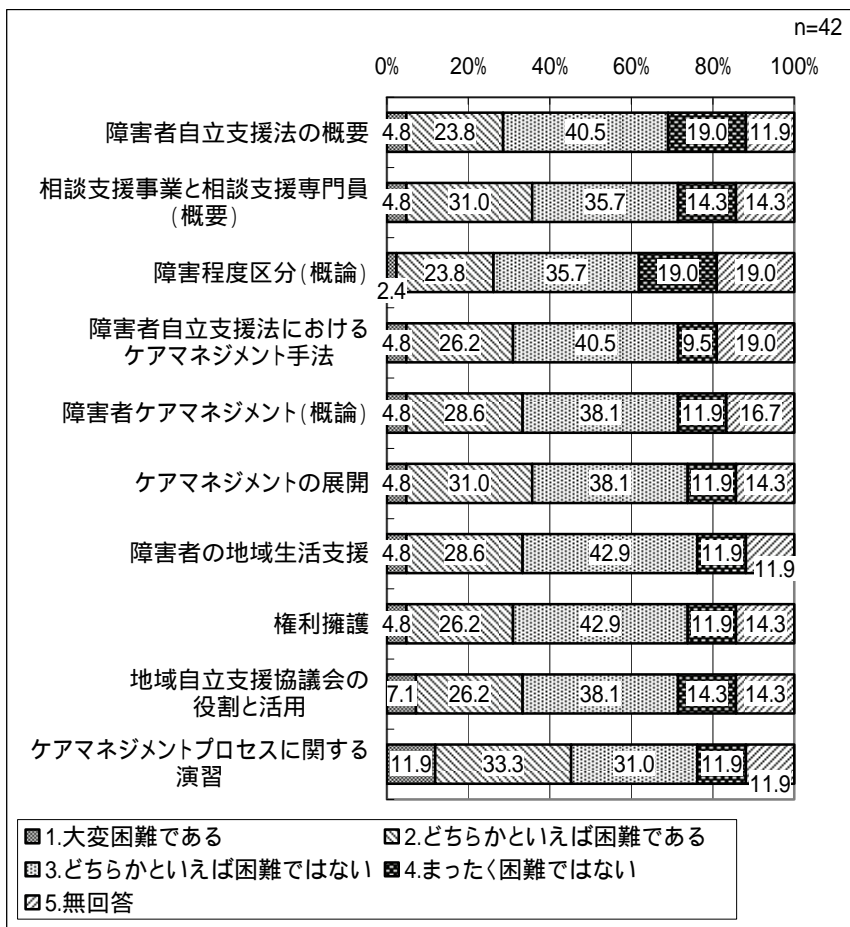 n=42
0% 20% 40% 60% 80% 100%
障害者自立支援法の概要 4.8 23.8 40.5 19.0 11.9
相談支援事業と相談支援専門員
(概要) 4.8 31.0 35.7 14.3 14.3
障害程度区分(概論) 2.4 23.8 35.7 19.0 19.0
障害者自立支援法における
ケアマネジメント手法 4.8 26.2 40.5 9.5 19.0
障害者ケアマネジメント(概論) 4.8 28.6 38.1 11.9 16.7
ケアマネジメントの展開 4.8 31.0 38.1 11.9 14.3
障害者の地域生活支援 4.8 28.6 42.9 11.9 11.9
権利擁護 4.8 26.2 42.9 11.9 14.3
地域自立支援協議会の
役割と活用 7.1 26.2 38.1 14.3 14.3
ケアマネジメントプロセスに関する
演習 11.9 33.3 31.0 11.9 11.9
1.大変困難である 2.どちらかといえば困難である
3.どちらかといえば困難ではない 4.まったく困難ではない
5.無回答